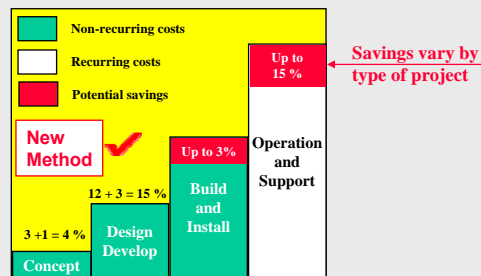 Non-recurring costs
Recurring costs
Potential savings
New
Method
Up to
15 %
Savings vary by
type of project
Up to 3%
Operation
and
Support
12 + 3 = 15 %
Build
and
Install
3 +1 = 4 %
Design
Develop
Concept